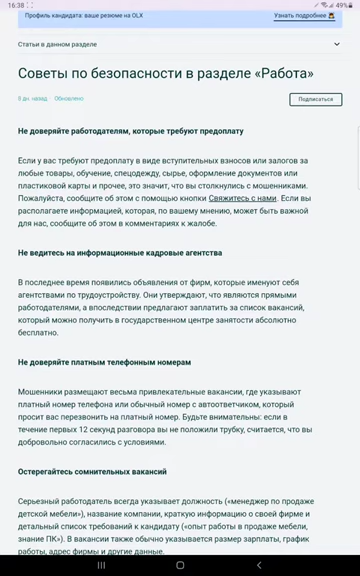 16:38
49%
Профиль кандидата: ваше резюме на OLX
Узнать подробнее
Статьи в данном разделе
Советы по безопасности в разделе «Работа»
8 дн. назад · Обновлено
Подписаться
Не доверяйте работодателям, которые требуют предоплату
Если у вас требуют предоплату в виде вступительных взносов или залогов за
любые товары, обучение, спецодежду, сырье, оформление документов или
пластиковой карты и прочее, это значит, что вы столкнулись с мошенниками.
Пожалуйста, сообщите об этом с помощью кнопки Свяжитесь с нами. Если вы
располагаете информацией, которая, по вашему мнению, может быть важной
для нас, сообщите об этом в комментариях к жалобе.
Не ведитесь на информационные кадровые агентства
В последнее время появились объявления от фирм, которые именуют себя
агентствами по трудоустройству. Они утверждают, что являются прямыми
работодателями, а впоследствии предлагают заплатить за список вакансий,
который можно получить в государственном центре занятости абсолютно
бесплатно.
Не доверяйте платным телефонным номерам
Мошенники размещают весьма привлекательные вакансии, где указывают
платный номер телефона или обычный номер с автоответчиком, который
просит вас перезвонить на платный номер. Будьте внимательны: если в
течение первых 12 секунд разговора вы не положили трубку, считается, что вы
добровольно согласились с условиями.
Остерегайтесь сомнительных вакансий
Серьезный работодатель всегда указывает должность («менеджер по продаже
детской мебели»), название компании, краткую информацию о своей фирме и
детальный список требований к кандидату («опыт работы в продаже мебели,
знание ПК»). В вакансии также обычно указывается размер зарплаты, график
работы, адрес фирмы и другие данные.